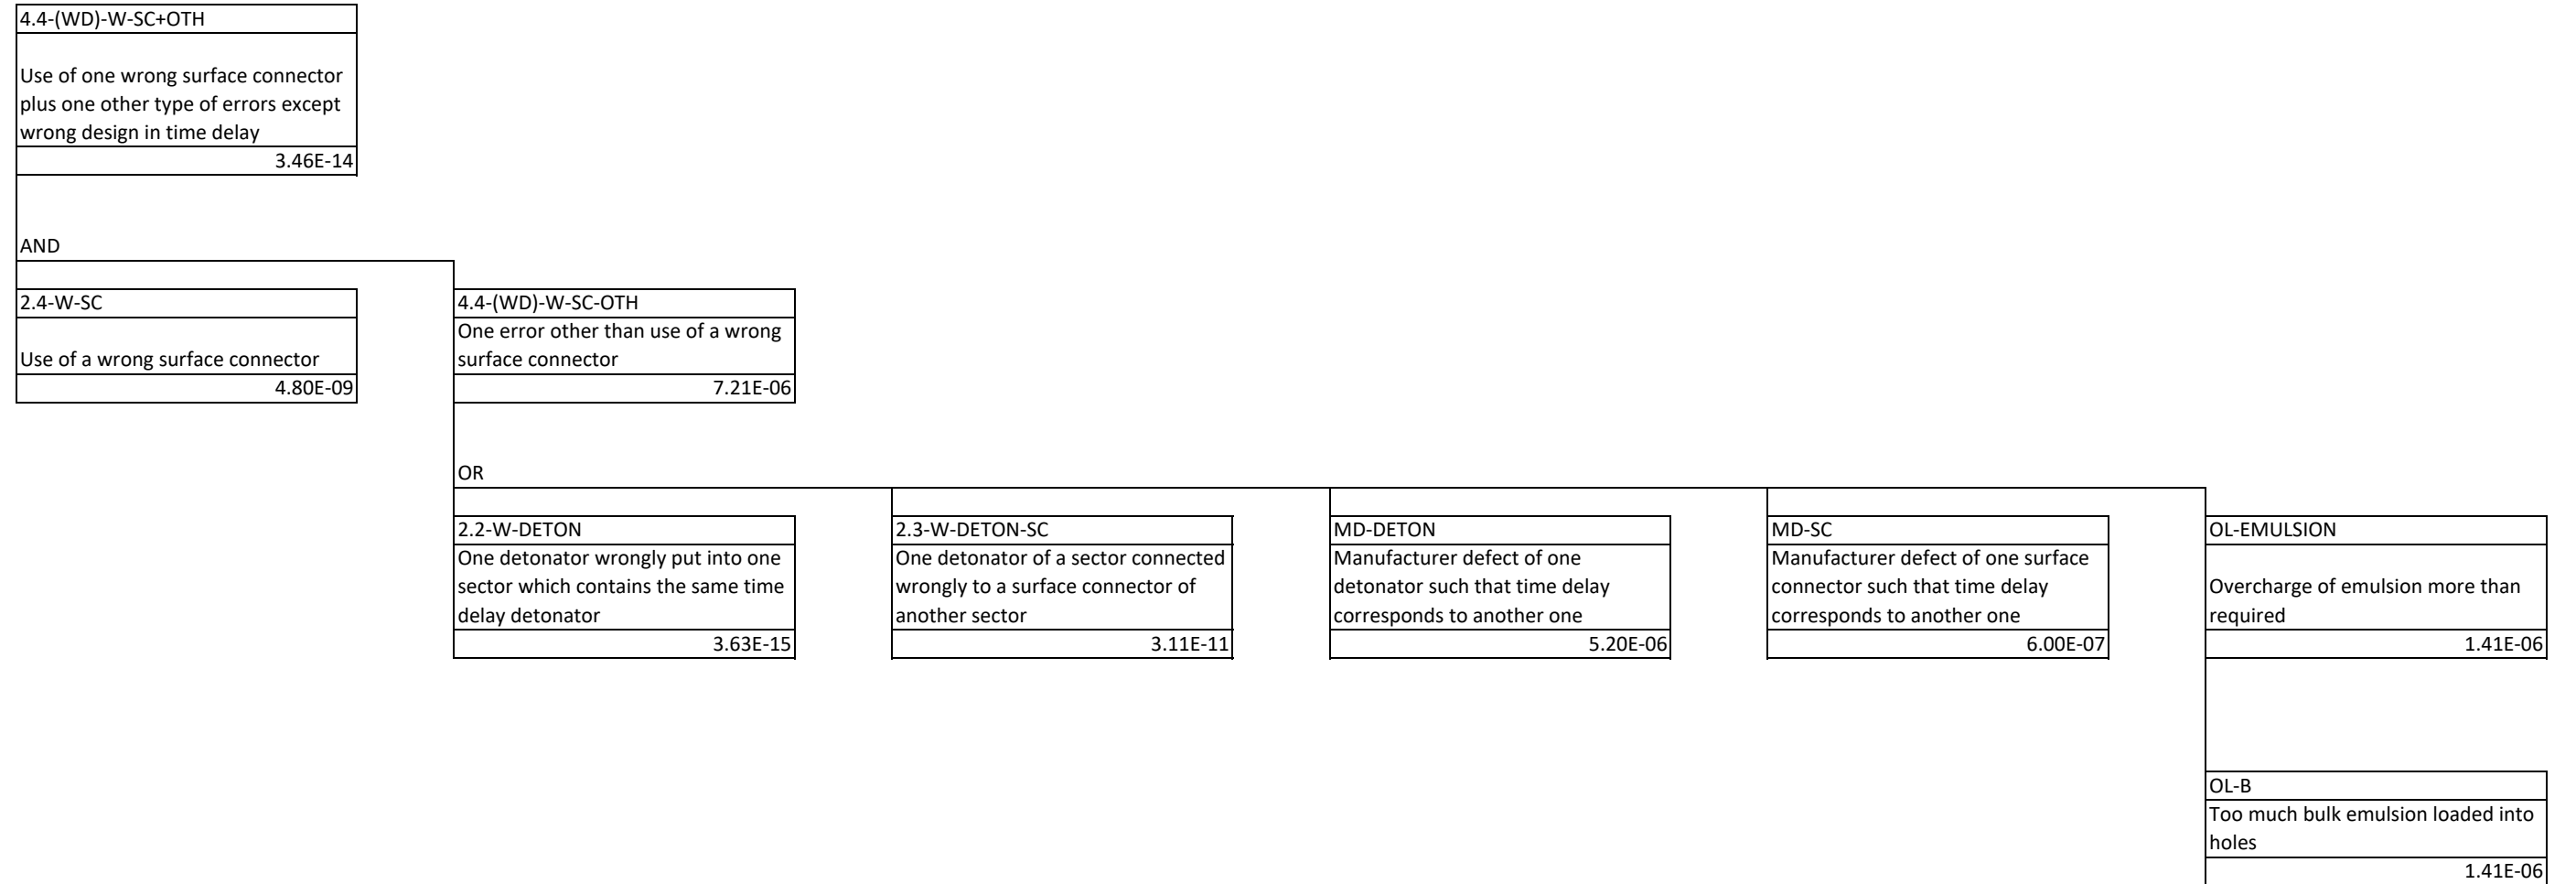 4.4-(WD)-W-SC+OTH
Use of one wrong surface connector
plus one other type of errors except
wrong design in time delay
3.46E-14
AND
2.4-W-SC
Use of a wrong surface connector
4.80E-09
4.4-(WD)-W-SC-OTH
One error other than use of a wrong
surface connector
7.21E-06
OR
2.2-W-DETON
One detonator wrongly put into one
sector which contains the same time
delay detonator
3.63E-15
2.3-W-DETON-SC
One detonator of a sector connected
wrongly to a surface connector of
another sector
3.11E-11
MD-DETON
Manufacturer defect of one
detonator such that time delay
corresponds to another one
5.20E-06
MD-SC
Manufacturer defect of one surface
connector such that time delay
corresponds to another one
6.00E-07
OL-EMULSION
Overcharge of emulsion more than
required
1.41E-06
OL-B
Too much bulk emulsion loaded into
holes
1.41E-06